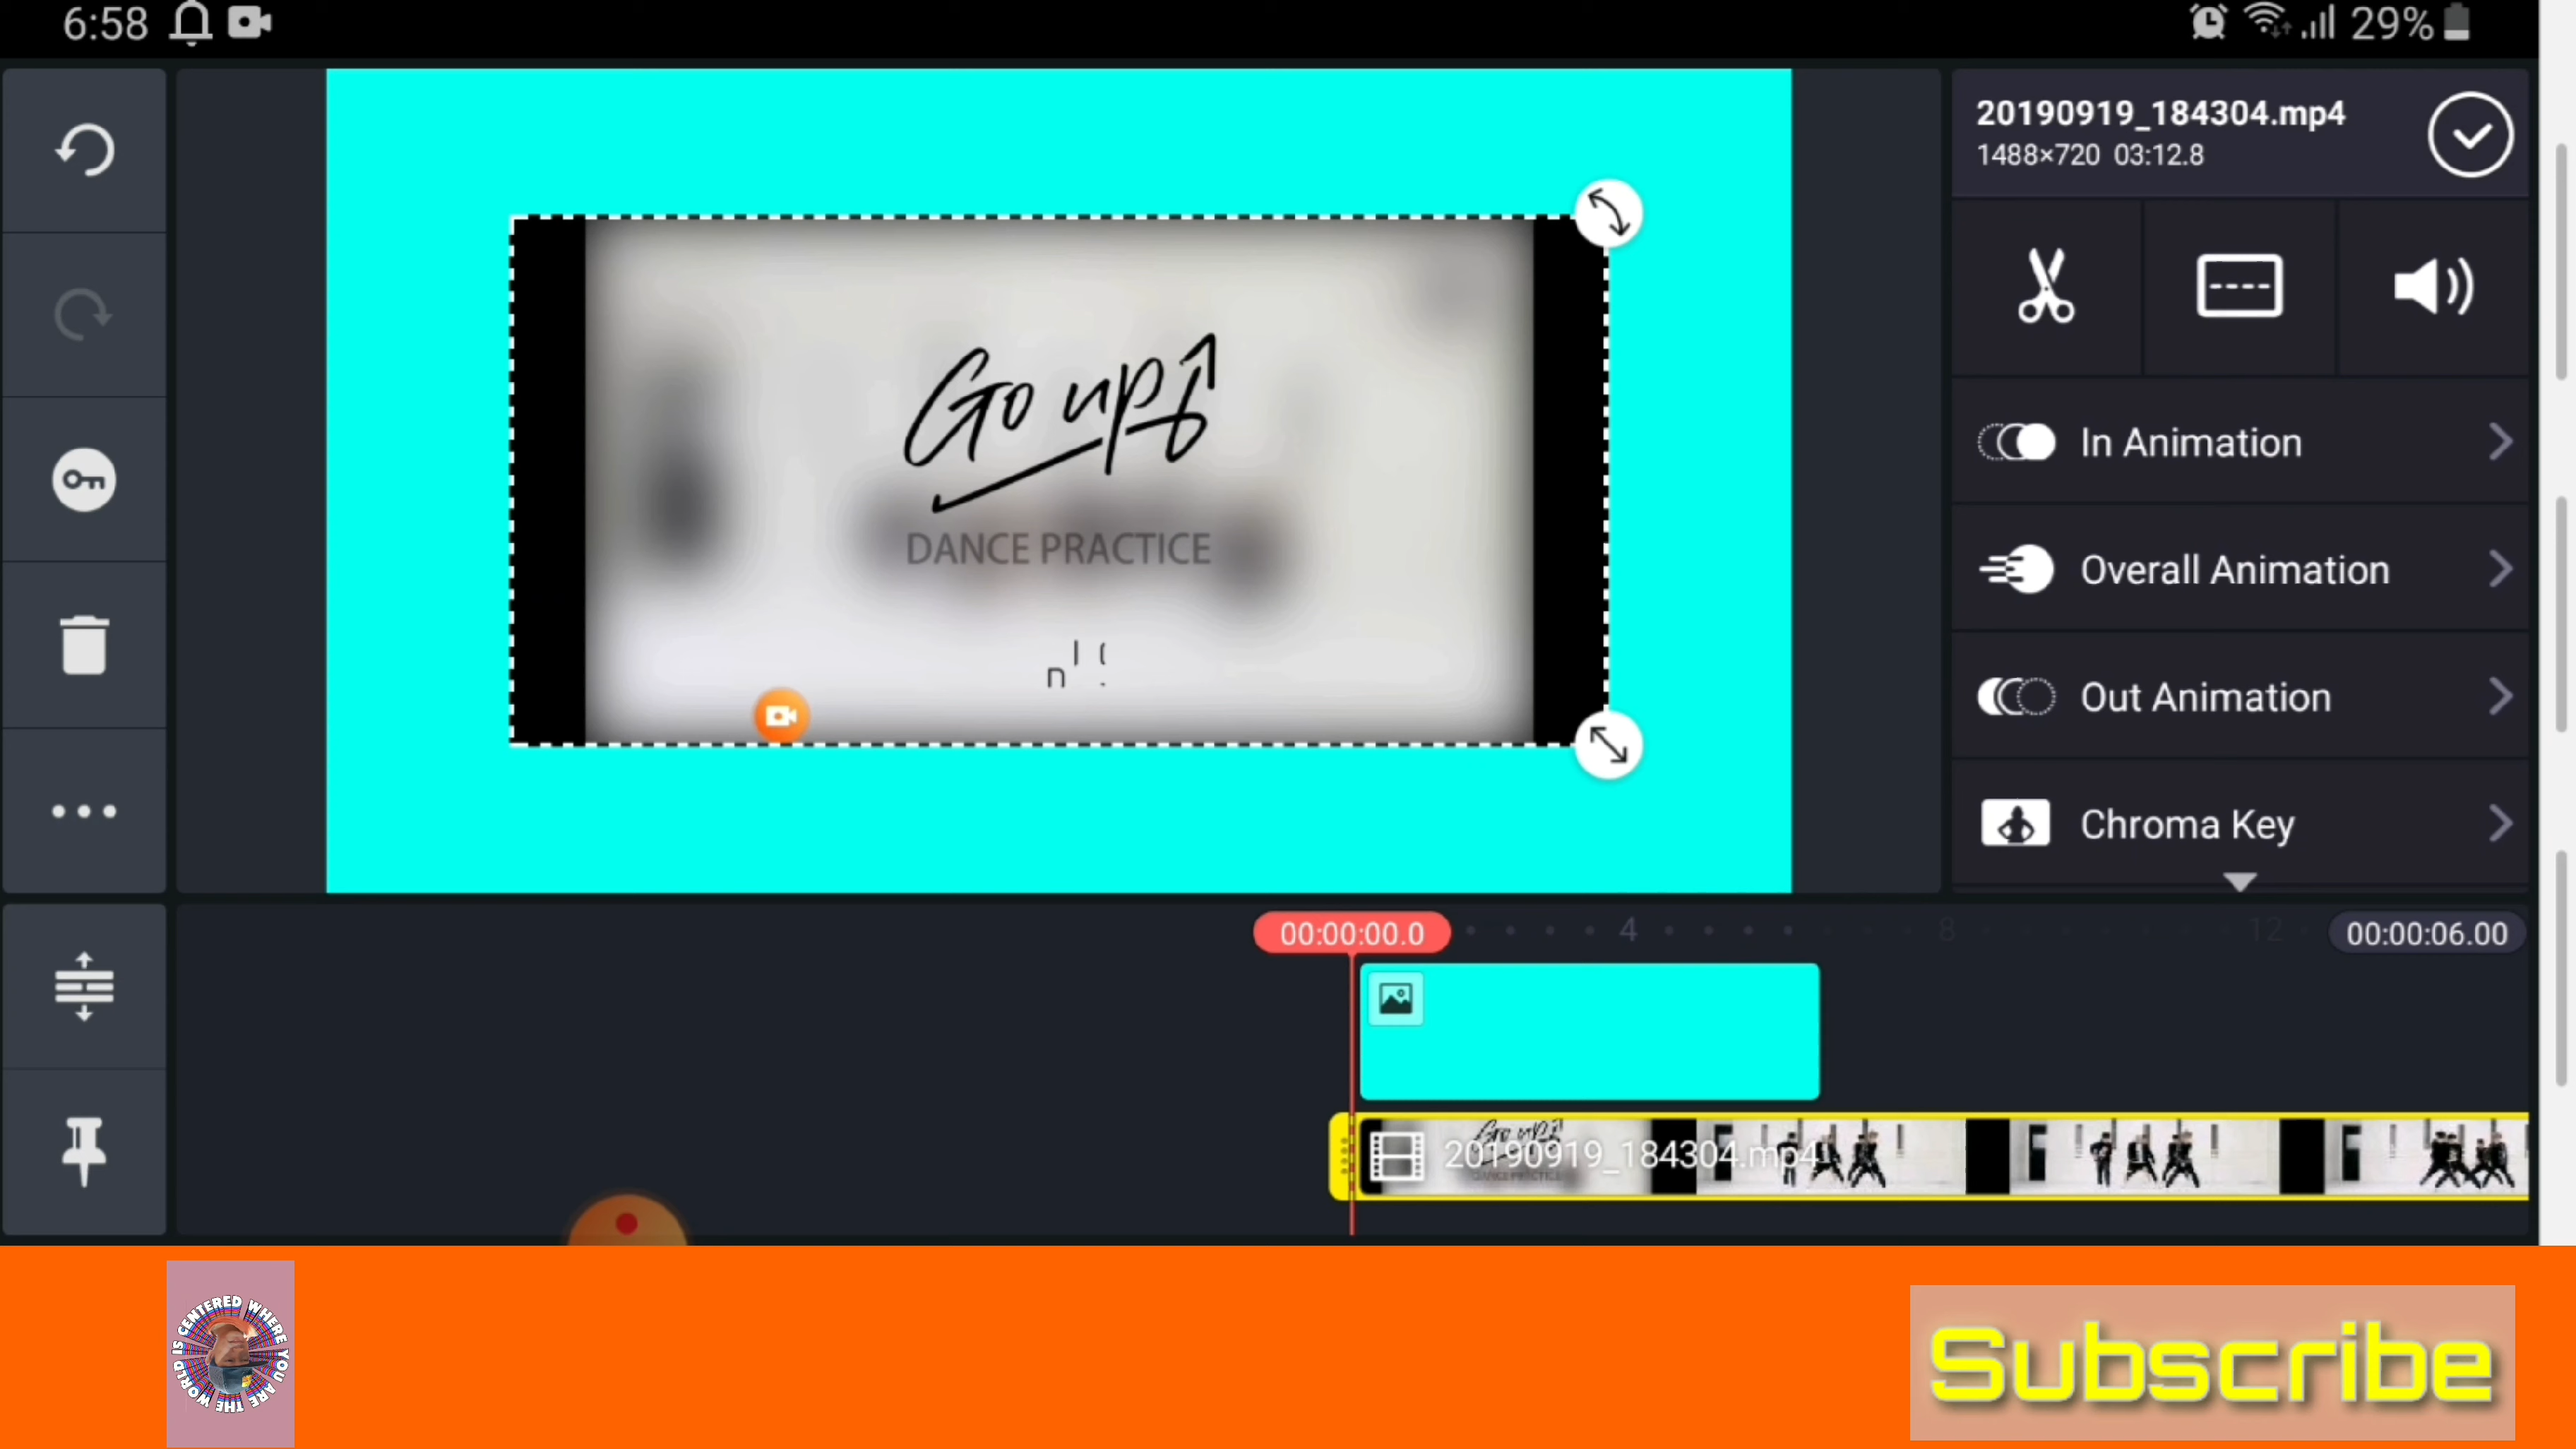 6:58
29%
20190919_184304.mp4
1488×720 03:12.8
Go up
DANCE PRACTICE
In Animation
Overall Animation
Out Animation
Chroma Key
00:00:00.0
4
8
12
00:00:06.00
20190919_184304.mp4
THE WORLD IS CENTERED WHERE YOU ARE
Subscribe